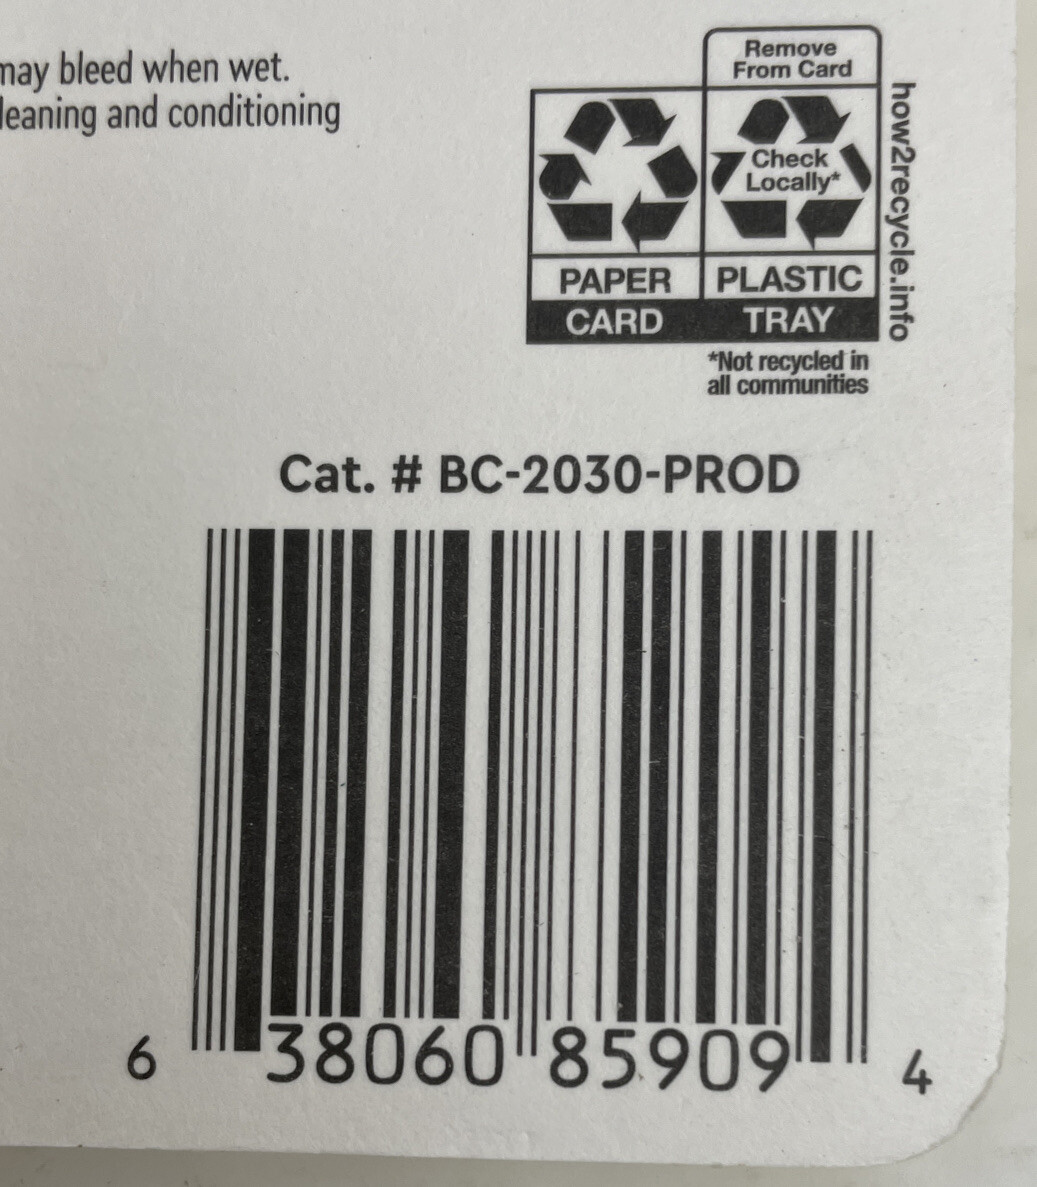 may bleed when wet.
leaning and conditioning
Remove
From Card
Check
Locally*
PAPER
PLASTIC
CARD
TRAY
how2recycle.info
*Not recycled in
all communities
Cat. # BC-2030-PROD
6 38060 85909 4